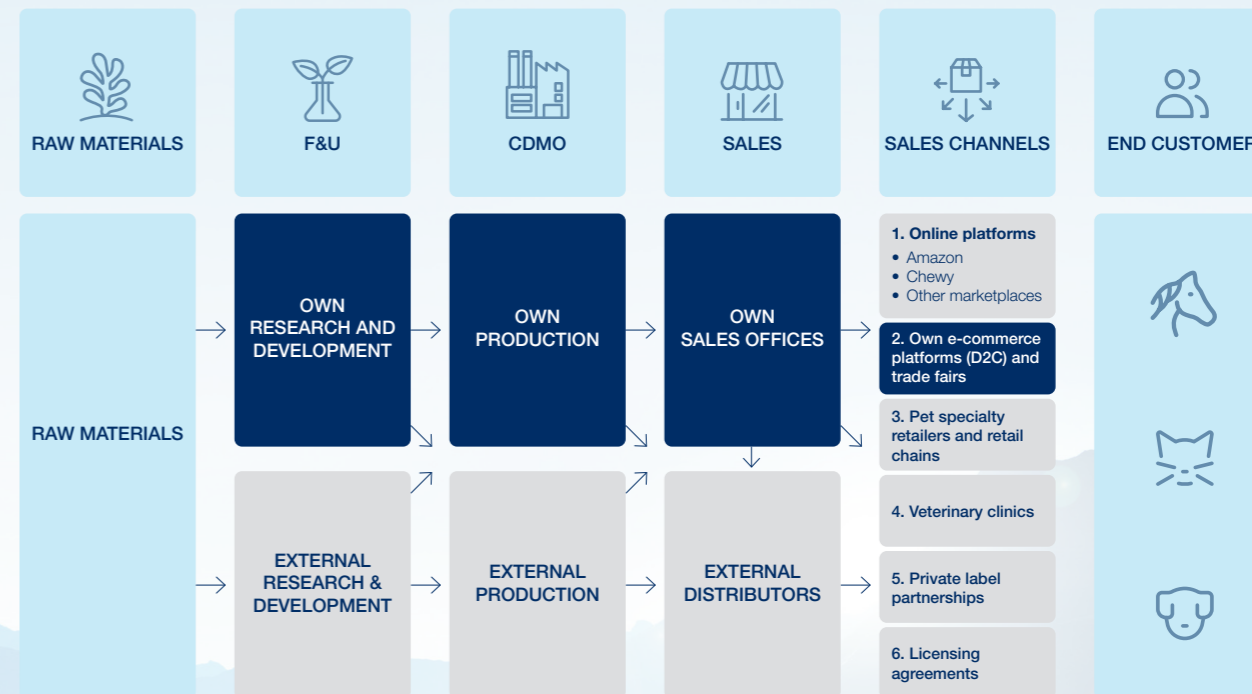 RAW MATERIALS
F&U
CDMO
SALES
SALES CHANNELS
END CUSTOMER
RAW MATERIALS
OWN
RESEARCH AND
DEVELOPMENT
OWN
PRODUCTION
OWN
SALES OFFICES
1. Online platforms
• Amazon
• Chewy
• Other marketplaces
2. Own e-commerce
platforms (D2C) and
trade fairs
3. Pet specialty
retailers and retail
chains
4. Veterinary clinics
5. Private label
partnerships
6. Licensing
agreements
EXTERNAL
RESEARCH &
DEVELOPMENT
EXTERNAL
PRODUCTION
EXTERNAL
DISTRIBUTORS